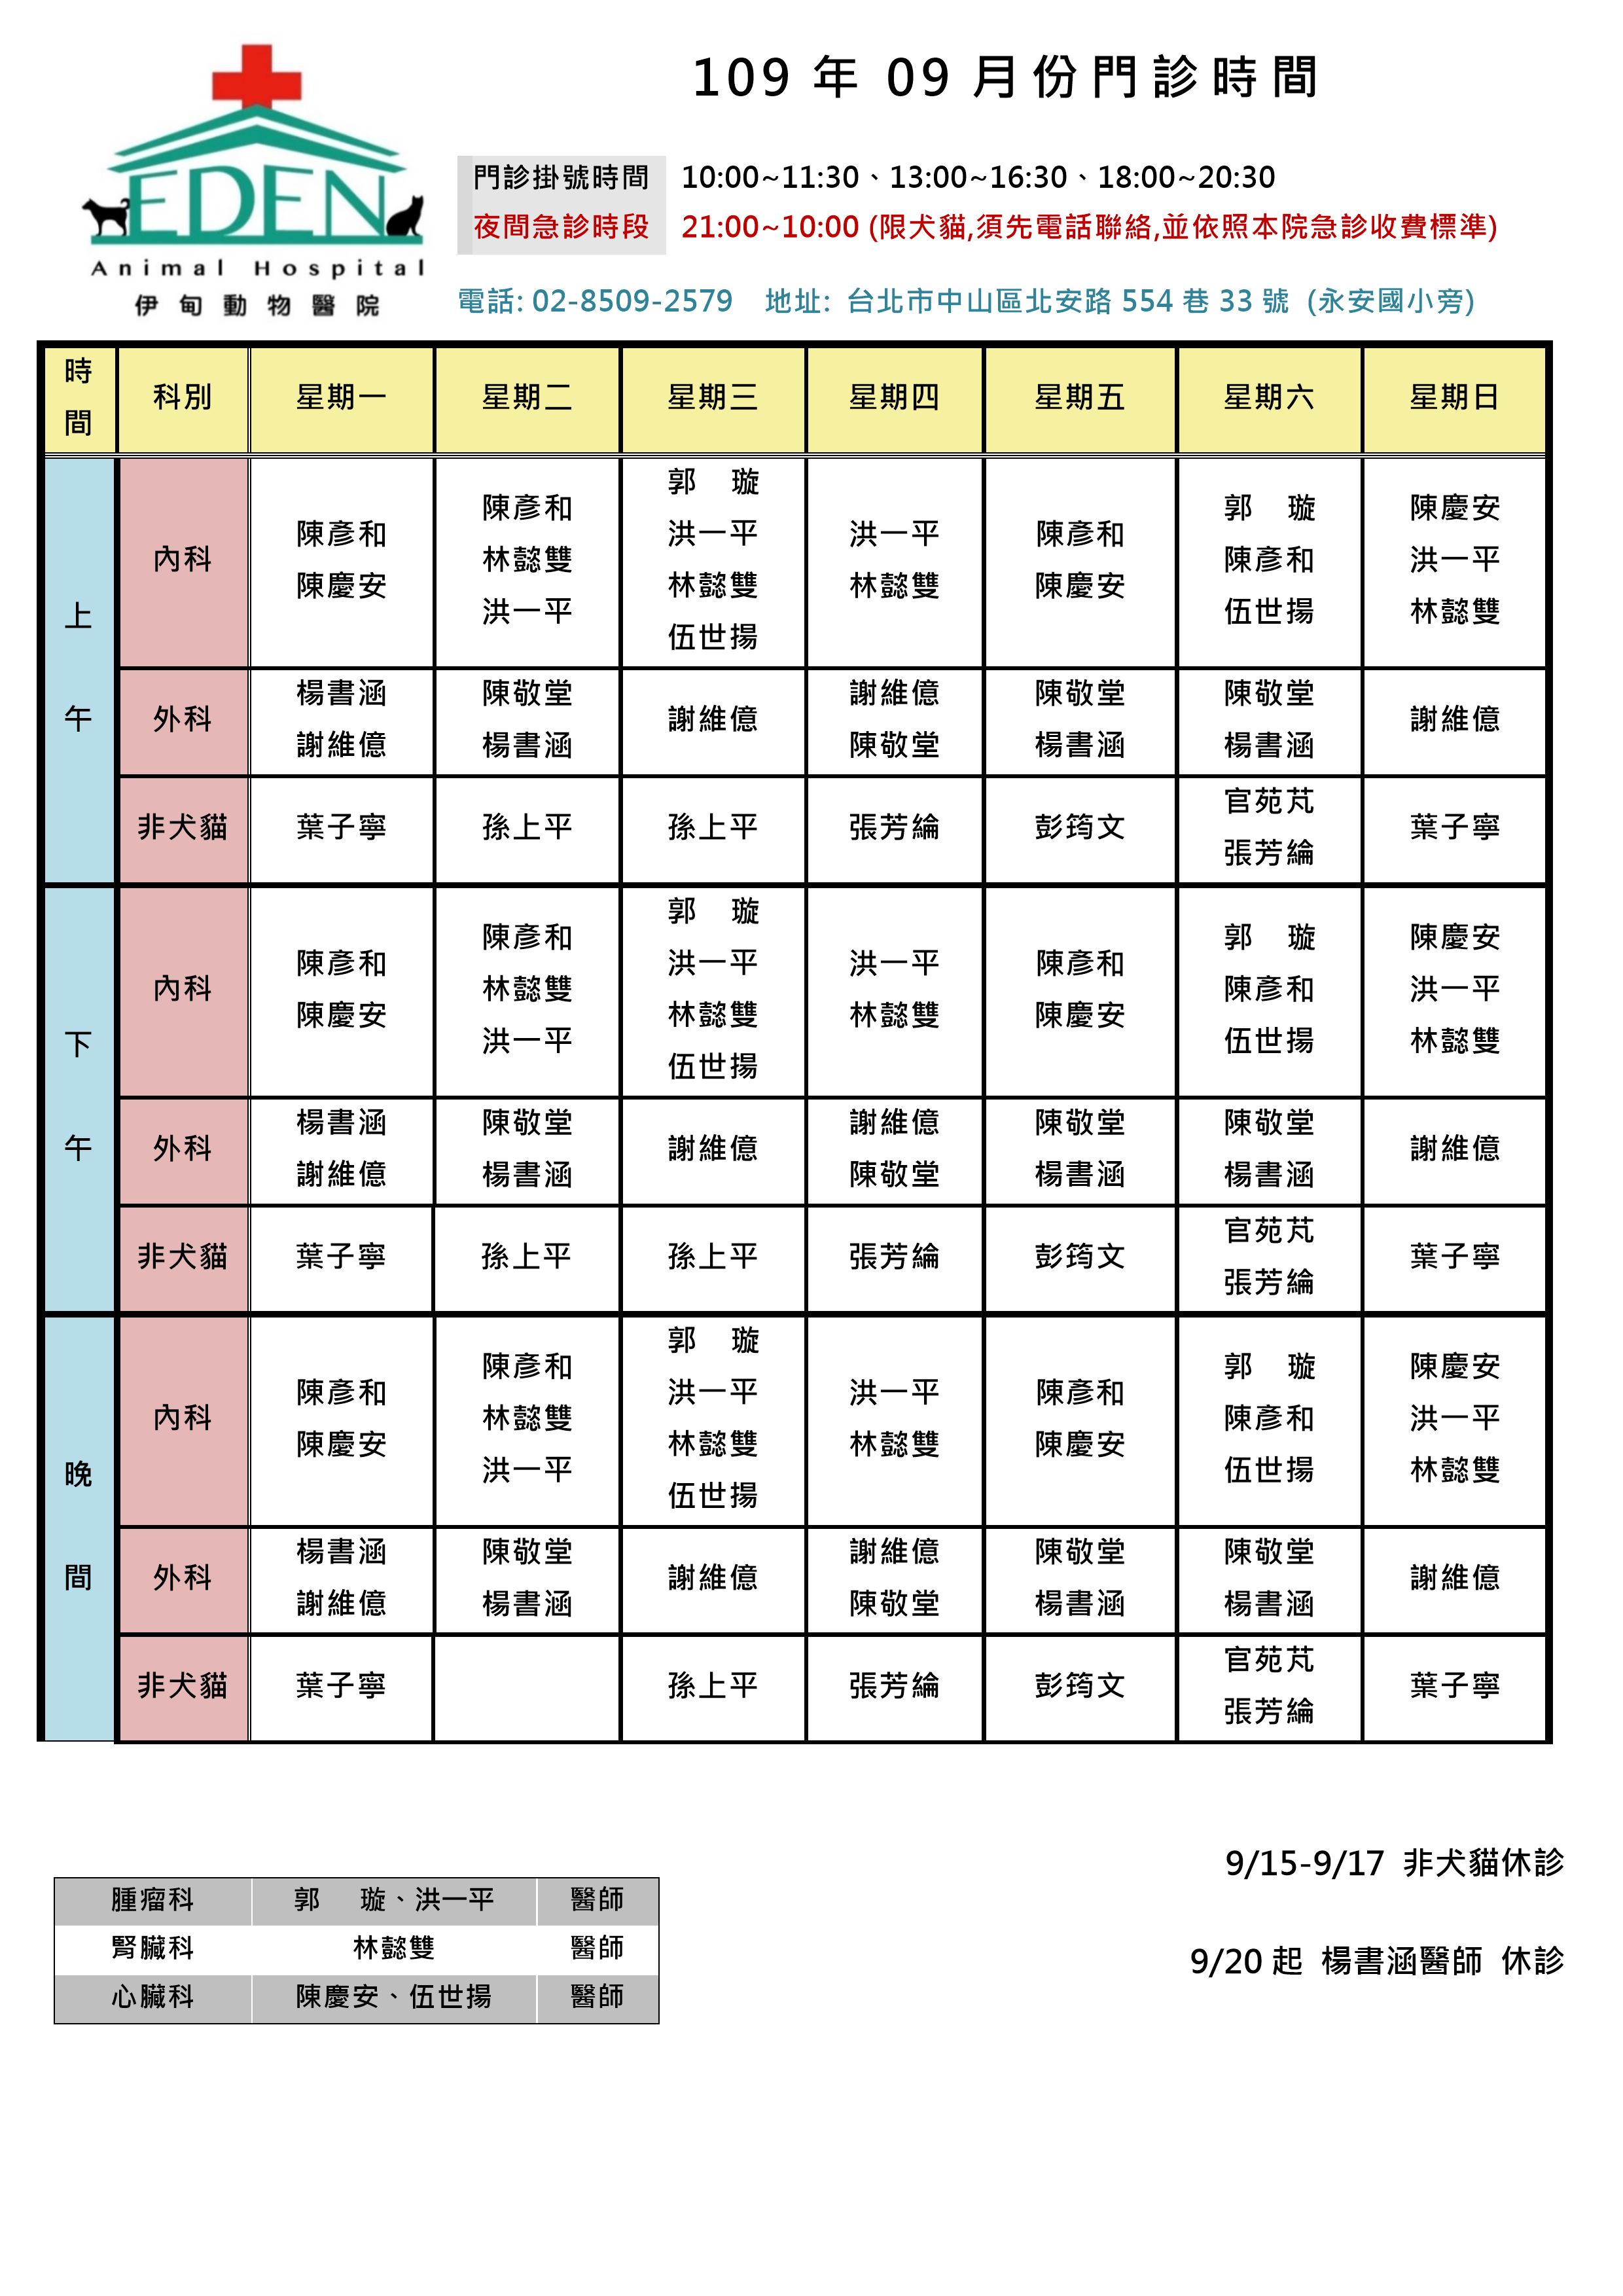 109 年 09 月份門診時間
EDEN
Animal Hospital
伊甸動物醫院
門診掛號時間 10:00~11:30、13:00~16:30、18:00~20:30
夜間急診時段 21:00~10:00 (限犬貓,須先電話聯絡,並依照本院急診收費標準)
電話: 02-8509-2579 地址: 台北市中山區北安路 554 巷 33 號 (永安國小旁)
時間 科別 星期一 星期二 星期三 星期四 星期五 星期六 星期日
上午
內科
陳彥和 陳慶安
陳彥和 林懿雙 洪一平
郭 璇 洪一平 林懿雙 伍世揚
洪一平 林懿雙
陳彥和 陳慶安
郭 璇 陳彥和 伍世揚
陳慶安 洪一平 林懿雙
外科
楊書涵 謝維億
陳敬堂 楊書涵
謝維億
謝維億 陳敬堂
陳敬堂 楊書涵
陳敬堂 楊書涵
謝維億
非犬貓
葉子寧
孫上平
孫上平
張芳綸
彭筠文
官苑芃 張芳綸
葉子寧
下午
內科
陳彥和 陳慶安
陳彥和 林懿雙 洪一平
郭 璇 洪一平 林懿雙 伍世揚
洪一平 林懿雙
陳彥和 陳慶安
郭 璇 陳彥和 伍世揚
陳慶安 洪一平 林懿雙
外科
楊書涵 謝維億
陳敬堂 楊書涵
謝維億
謝維億 陳敬堂
陳敬堂 楊書涵
陳敬堂 楊書涵
謝維億
非犬貓
葉子寧
孫上平
孫上平
張芳綸
彭筠文
官苑芃 張芳綸
葉子寧
晚間
內科
陳彥和 陳慶安
陳彥和 林懿雙 洪一平
郭 璇 洪一平 林懿雙 伍世揚
洪一平 林懿雙
陳彥和 陳慶安
郭 璇 陳彥和 伍世揚
陳慶安 洪一平 林懿雙
外科
楊書涵 謝維億
陳敬堂 楊書涵
謝維億
謝維億 陳敬堂
陳敬堂 楊書涵
陳敬堂 楊書涵
謝維億
非犬貓
葉子寧
孫上平
張芳綸
彭筠文
官苑芃 張芳綸
葉子寧
9/15-9/17 非犬貓休診
9/20 起 楊書涵醫師 休診
腫瘤科 郭 璇、洪一平 醫師
腎臟科 林懿雙 醫師
心臟科 陳慶安、伍世揚 醫師